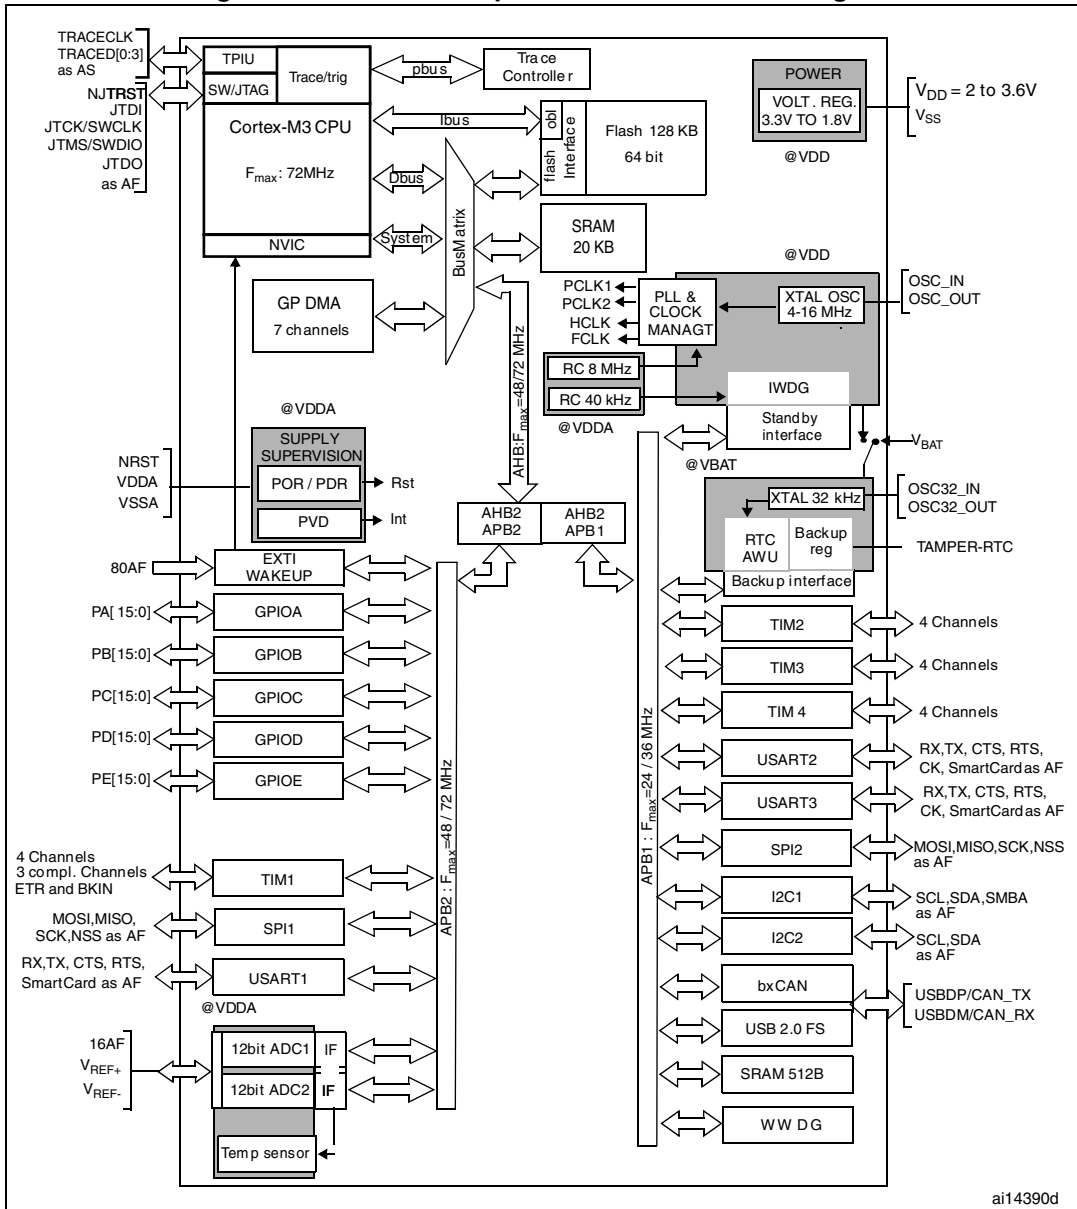 TRACECLK
TRACED[0:3]
as AS
NJTRST
JTDI
JTCK/SWCLK
JTMS/SWDIO
JTDO
as AF
TPIU
SW/JTAG
Trace/trig
Cortex-M3 CPU
Fmax: 72MHz
NVIC
pbus
Trace
Controller
Ibus
Dbus
System
BusMatrix
obl
flash
Interface
Flash 128 KB
64 bit
SRAM
20 KB
POWER
VOLT. REG.
3.3V TO 1.8V
@VDD
VDD = 2 to 3.6V
VSS
GP DMA
7 channels
AHB:Fmax=48/72 MHz
@VDD
PCLK1
PCLK2
HCLK
FCLK
PLL &
CLOCK
MANAGT
XTAL OSC
4-16 MHz
OSC_IN
OSC_OUT
RC 8 MHz
RC 40 kHz
@VDDA
IWDG
Standby
interface
VBAT
@VBAT
XTAL 32 kHz
OSC32_IN
OSC32_OUT
RTC
AWU
Backup
reg
TAMPER-RTC
Backup interface
@VDDA
SUPPLY
SUPERVISION
NRST
VDDA
VSSA
POR / PDR
Rst
PVD
Int
AHB2
APB2
AHB2
APB1
80AF
EXTI
WAKEUP
PA[ 15:0]
GPIOA
PB[15:0]
GPIOB
PC[15:0]
GPIOC
PD[15:0]
GPIOD
PE[15:0]
GPIOE
APB2 : Fmax=48 / 72 MHz
4 Channels
3 compl. Channels
ETR and BKIN
TIM1
MOSI,MISO,
SCK,NSS as AF
SPI1
RX,TX, CTS, RTS,
SmartCard as AF
USART1
@VDDA
16AF
VREF+
VREF-
12bit ADC1
IF
12bit ADC2
IF
Temp sensor
APB1 : Fmax=24 / 36 MHz
TIM2
4 Channels
TIM3
4 Channels
TIM 4
4 Channels
USART2
RX,TX, CTS, RTS,
CK, SmartCard as AF
USART3
RX,TX, CTS, RTS,
CK, SmartCard as AF
SPI2
MOSI,MISO,SCK,NSS
as AF
I2C1
SCL,SDA,SMBA
as AF
I2C2
SCL,SDA
as AF
bxCAN
USBDP/CAN_TX
USBDM/CAN_RX
USB 2.0 FS
SRAM 512B
WWDG
ai14390d